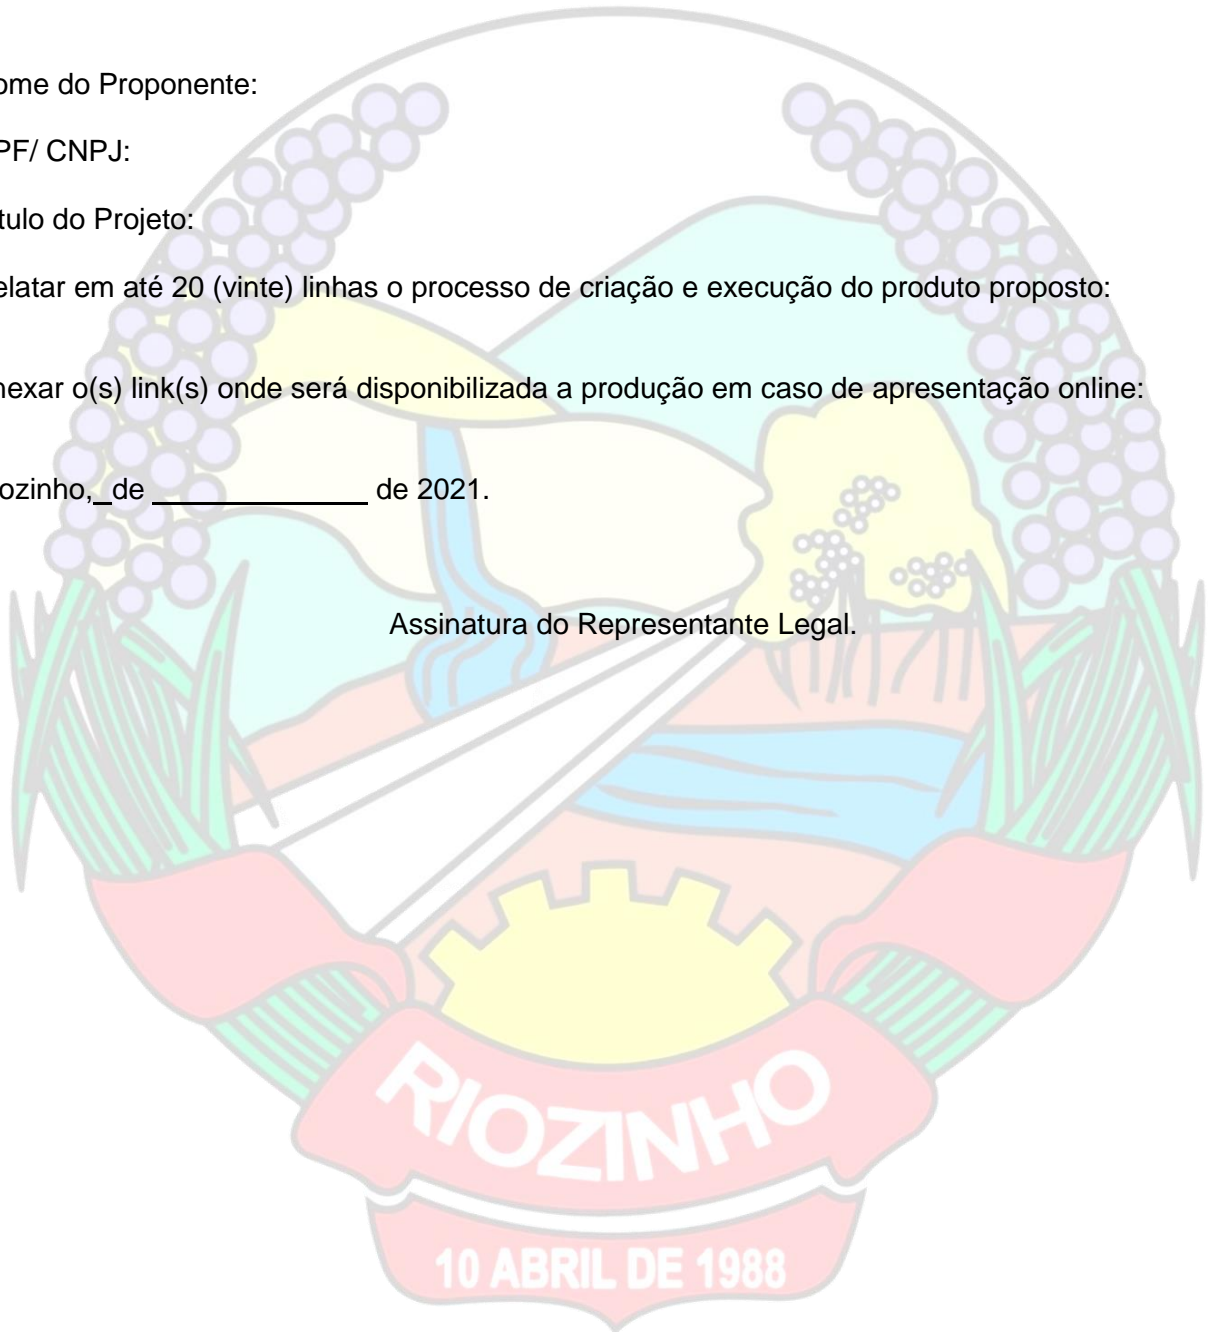 ome do Proponente:
PF/ CNPJ:
tulo do Projeto:
elatar em até 20 (vinte) linhas o processo de criação e execução do produto proposto:
nexar o(s) link(s) onde será disponibilizada a produção em caso de apresentação online:
ozinho,_de _____________ de 2021.
Assinatura do Representante Legal.
RIOZINHO
10 ABRIL DE 1988